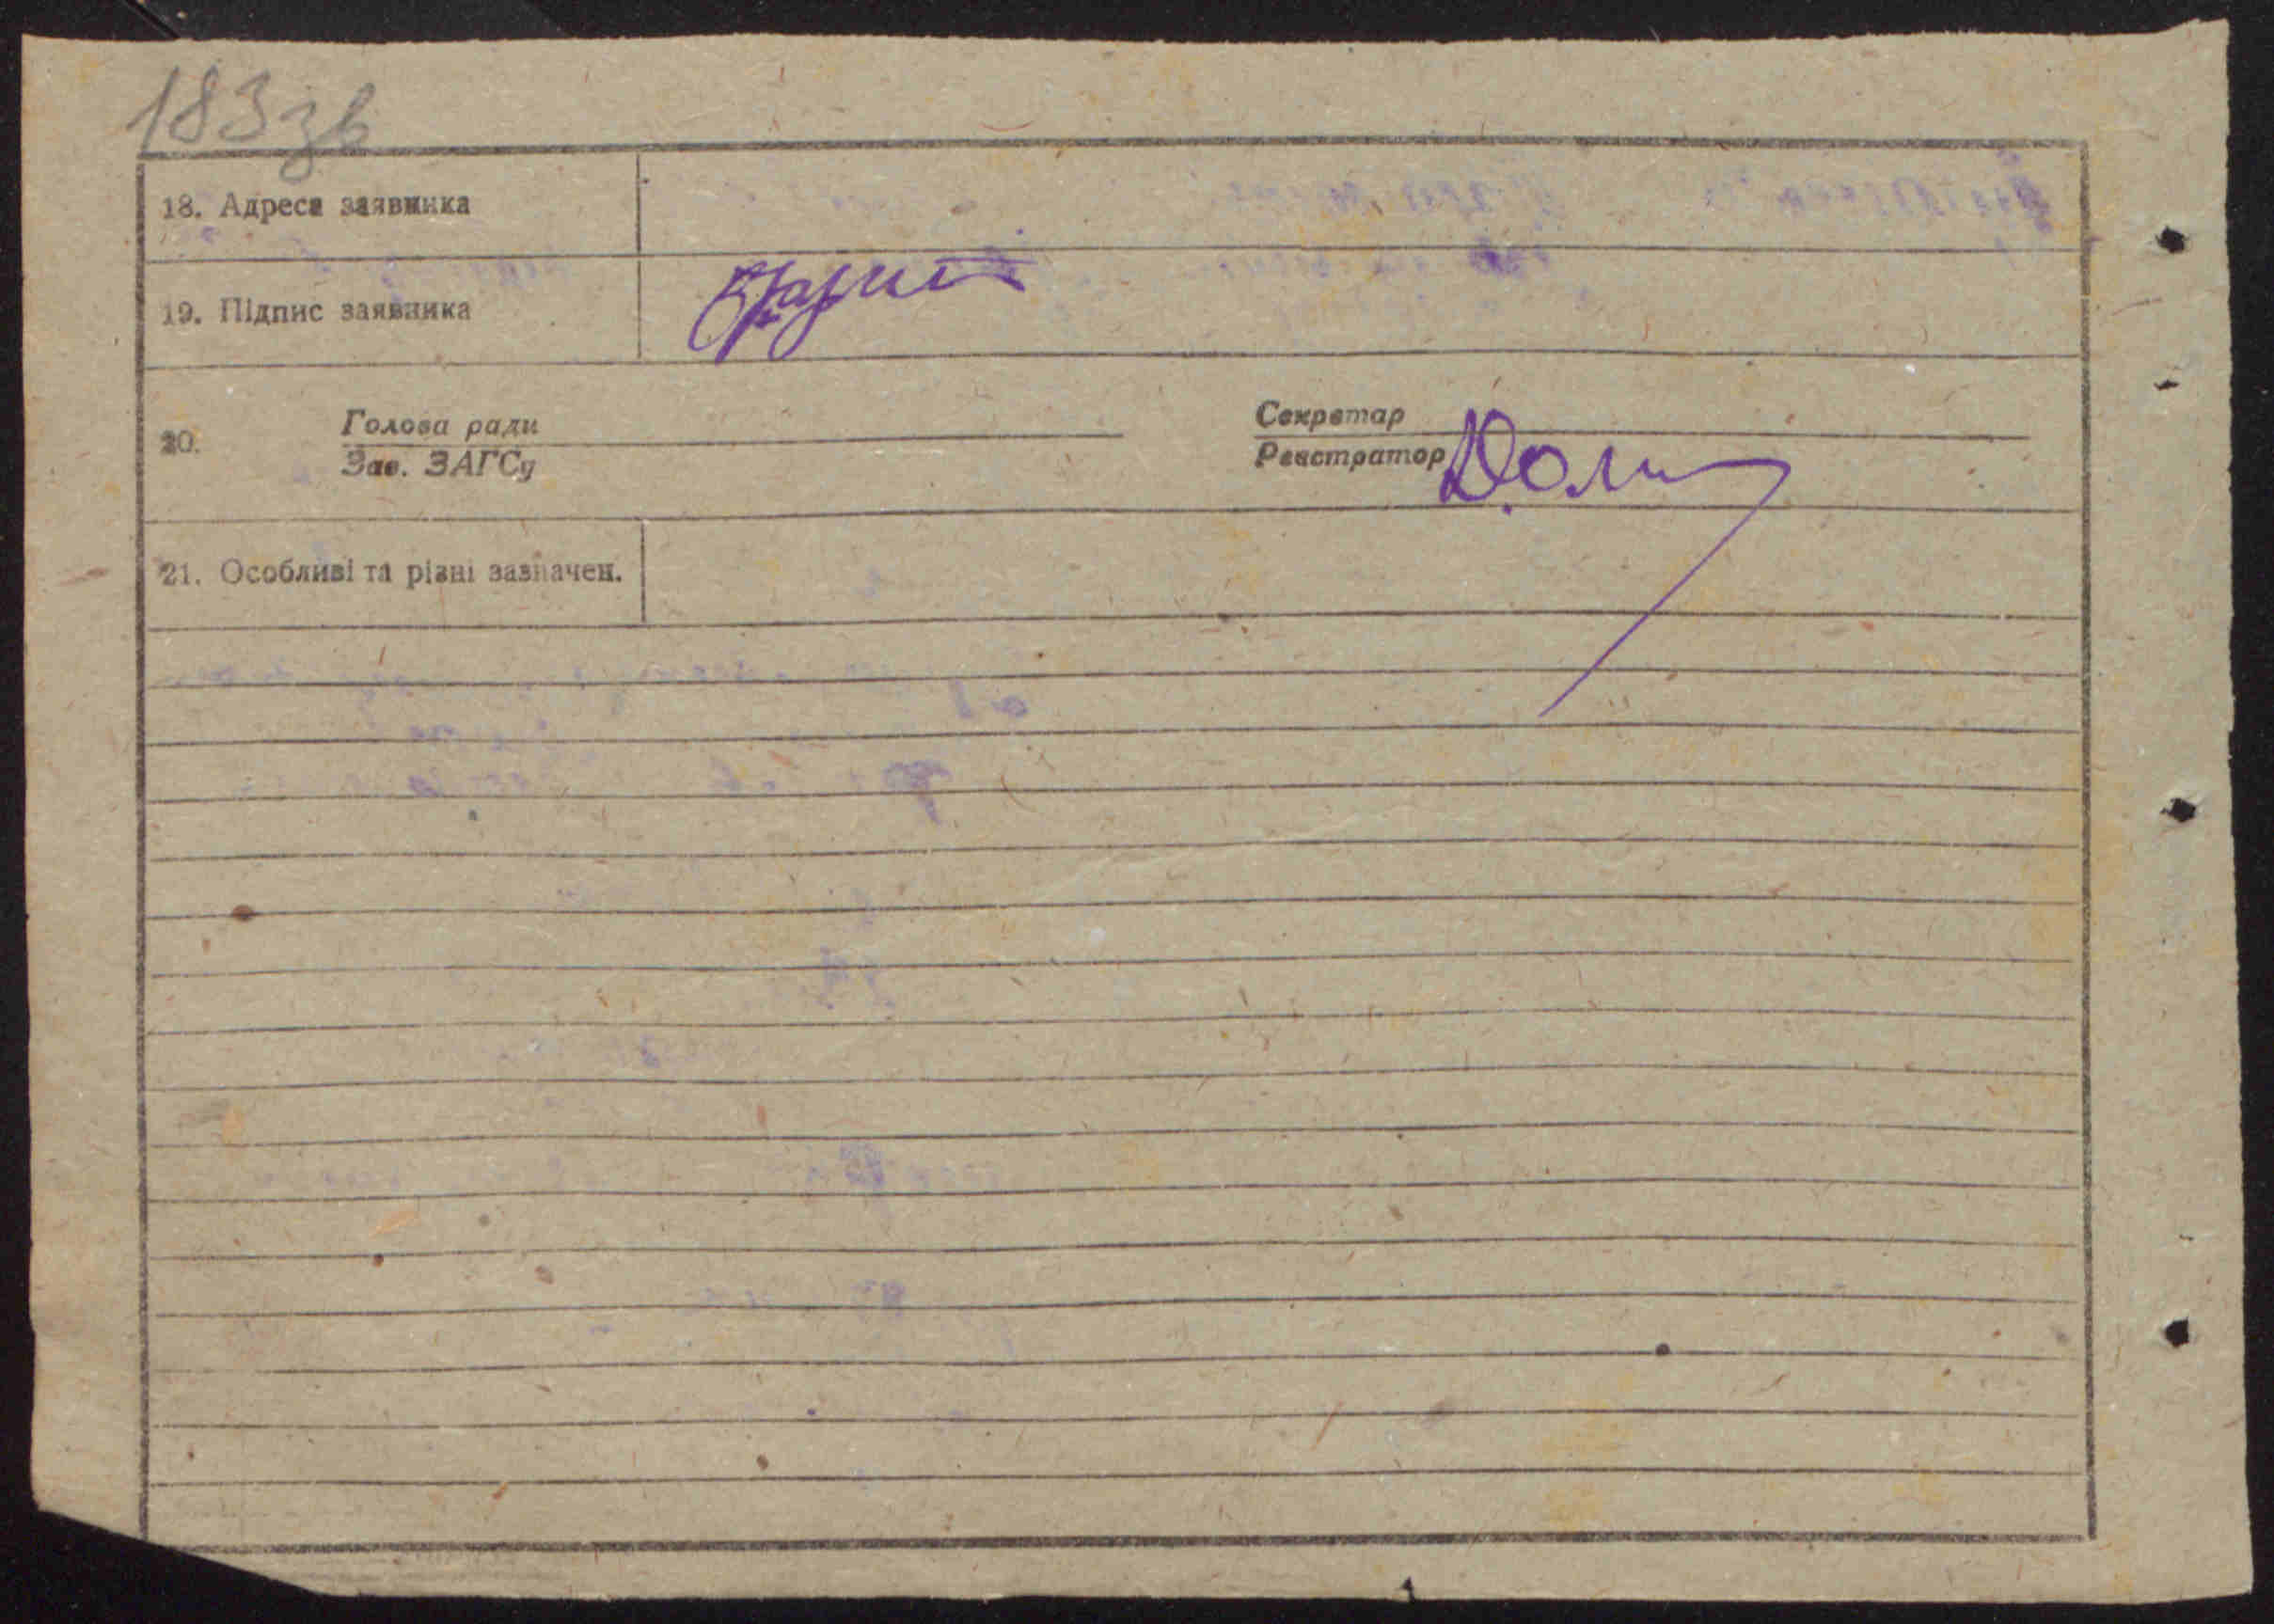 183зв
18. Адреса заявника
19. Підпис заявника
20. Голова ради Секретар
Зав. ЗАГСу Реєстратор
21. Особливі та різні зазначен.